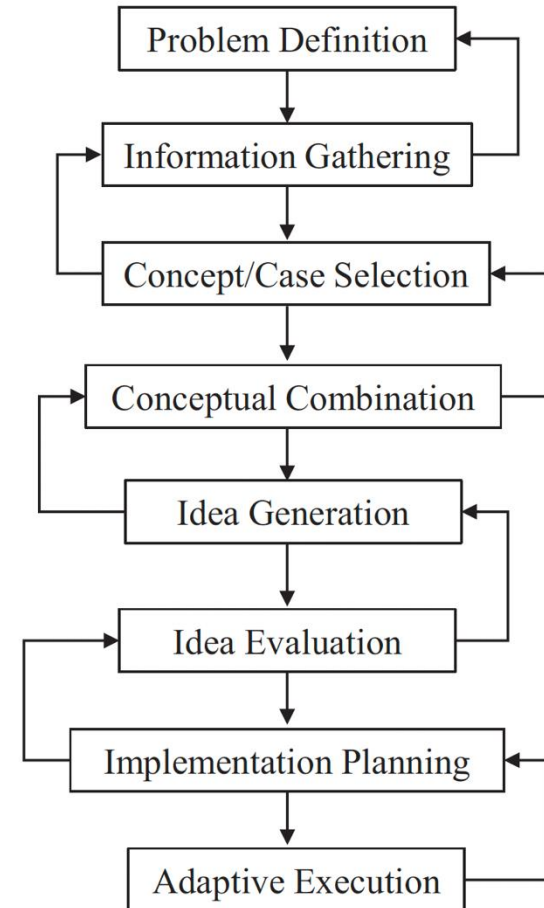 Problem Definition
Information Gathering
Concept/Case Selection
Conceptual Combination
Idea Generation
Idea Evaluation
Implementation Planning
Adaptive Execution